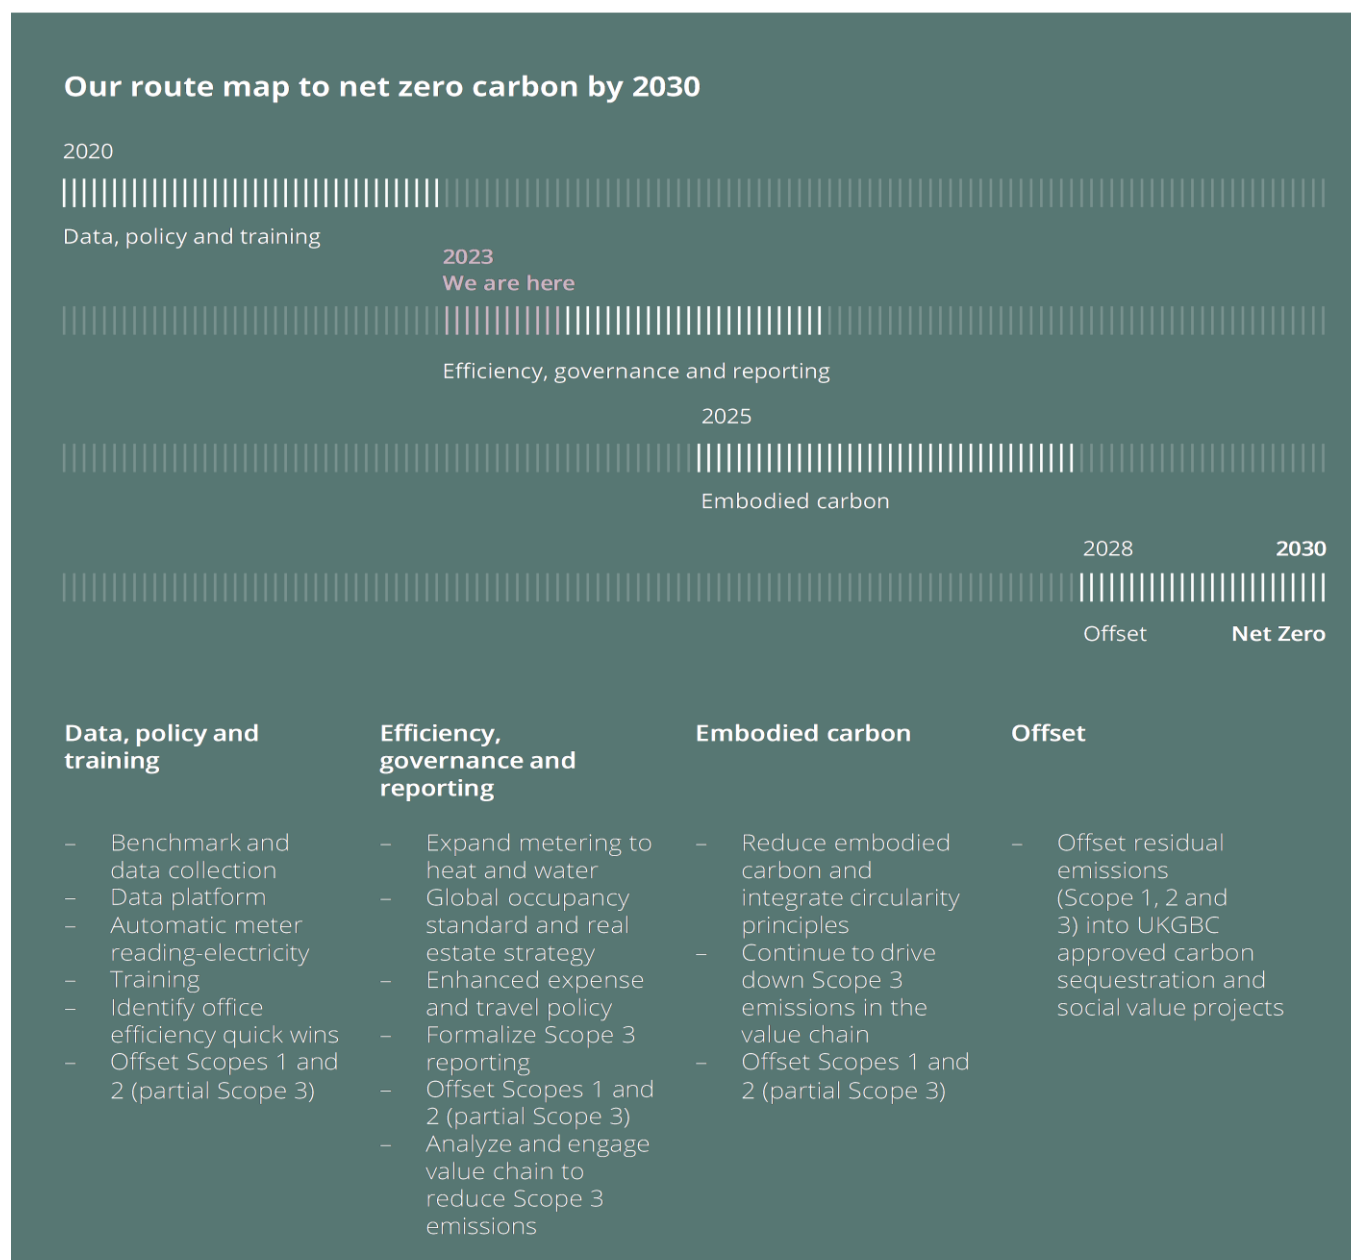 Our route map to net zero carbon by 2030
2020
Data, policy and training
2023
We are here
Efficiency, governance and reporting
2025
Embodied carbon
2028
2030
Offset
Net Zero
Data, policy and
training
– Benchmark and
data collection
– Data platform
– Automatic meter
reading-electricity
– Training
– Identify office
efficiency quick wins
– Offset Scopes 1 and
2 (partial Scope 3)
Efficiency,
governance and
reporting
– Expand metering to
heat and water
– Global occupancy
standard and real
estate strategy
– Enhanced expense
and travel policy
– Formalize Scope 3
reporting
– Offset Scopes 1 and
2 (partial Scope 3)
– Analyze and engage
value chain to
reduce Scope 3
emissions
Embodied carbon
– Reduce embodied
carbon and
integrate circularity
principles
– Continue to drive
down Scope 3
emissions in the
value chain
– Offset Scopes 1 and
2 (partial Scope 3)
Offset
– Offset residual
emissions
(Scope 1, 2 and
3) into UKGBC
approved carbon
sequestration and
social value projects